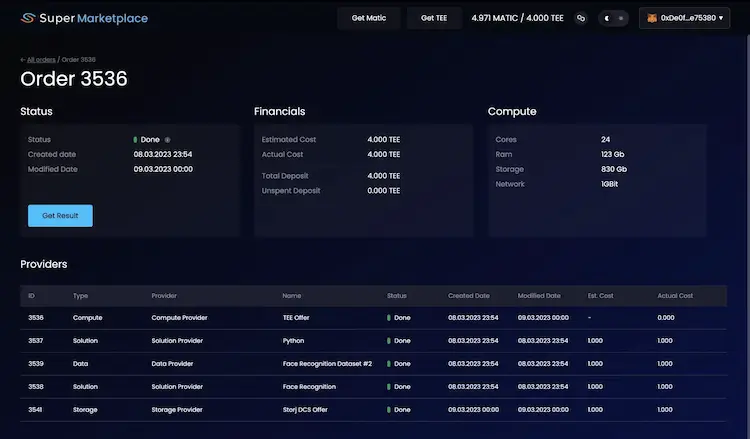 Super Marketplace
Get Matic
Get TEE
4.971 MATIC / 4.000 TEE
0xDe0f...e75380
← All orders / Order 3536
Order 3536
Status
Status Done
Created date 08.03.2023 23:54
Modified Date 09.03.2023 00:00
Get Result
Financials
Estimated Cost 4.000 TEE
Actual Cost 4.000 TEE
Total Deposit 4.000 TEE
Unspent Deposit 0.000 TEE
Compute
Cores 24
Ram 123 Gb
Storage 830 Gb
Network 1GBit
Providers
ID Type Provider Name Status Created Date Modified Date Est. Cost Actual Cost
3536 Compute Compute Provider TEE Offer Done 08.03.2023 23:54 09.03.2023 00:00 - 0.000
3537 Solution Solution Provider Python Done 08.03.2023 23:54 08.03.2023 23:54 1.000 1.000
3539 Data Data Provider Face Recognition Dataset #2 Done 08.03.2023 23:54 08.03.2023 23:54 1.000 1.000
3538 Solution Solution Provider Face Recognition Done 08.03.2023 23:54 08.03.2023 23:54 1.000 1.000
3541 Storage Storage Provider Storj DCS Offer Done 09.03.2023 00:00 09.03.2023 00:00 1.000 1.000